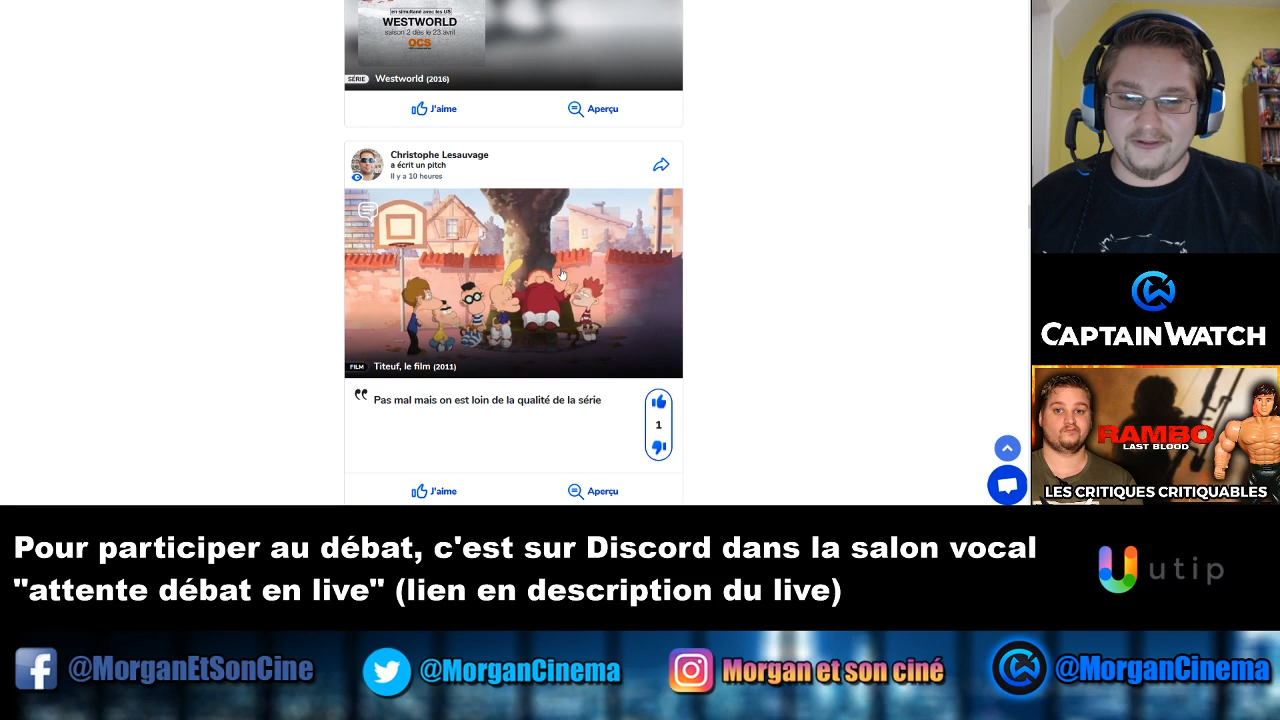 en simultané avec les US
WESTWORLD
saison 2 dès le 23 avril
OCS
SÉRIE Westworld (2016)
J'aime Aperçu
Christophe Lesauvage
a écrit un pitch
Il y a 10 heures
FILM Titeuf, le film (2011)
Pas mal mais on est loin de la qualité de la série
1
J'aime Aperçu
CAPTAINWATCH
RAMBO
LAST BLOOD
LES CRITIQUES CRITIQUABLES
Pour participer au débat, c'est sur Discord dans la salon vocal
"attente débat en live" (lien en description du live)
utip
@MorganEtSonCine @MorganCinema Morgan et son ciné @MorganCinema